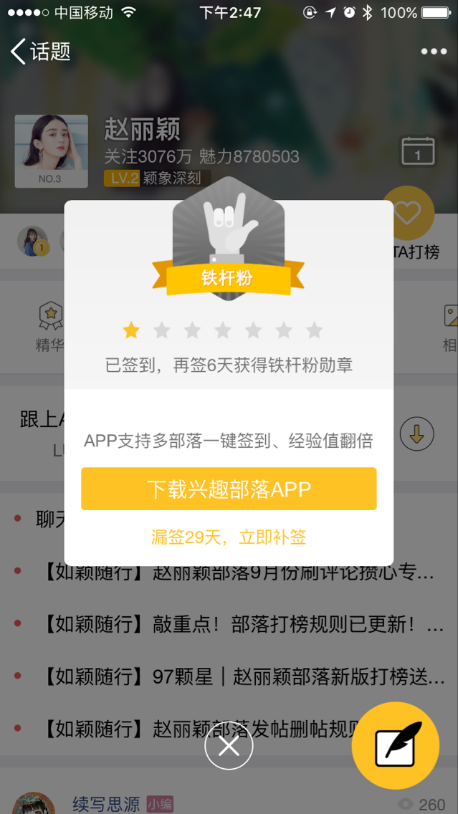 中国移动
下午2:47
100%
话题
赵丽颖
关注3076万 魅力8780503
NO.3
LV.2 颖象深刻
1
1
TA打榜
铁杆粉
精华
相
已签到，再签6天获得铁杆粉勋章
跟上A
APP支持多部落一键签到、经验值翻倍
下载兴趣部落APP
漏签29天，立即补签
聊天
【如颖随行】赵丽颖部落9月份刷评论攒心专…
【如颖随行】敲重点！部落打榜规则已更新！…
【如颖随行】97颗星｜赵丽颖部落新版打榜送…
【如颖随行】赵丽颖部落发帖删帖规
续写思源 小编
260